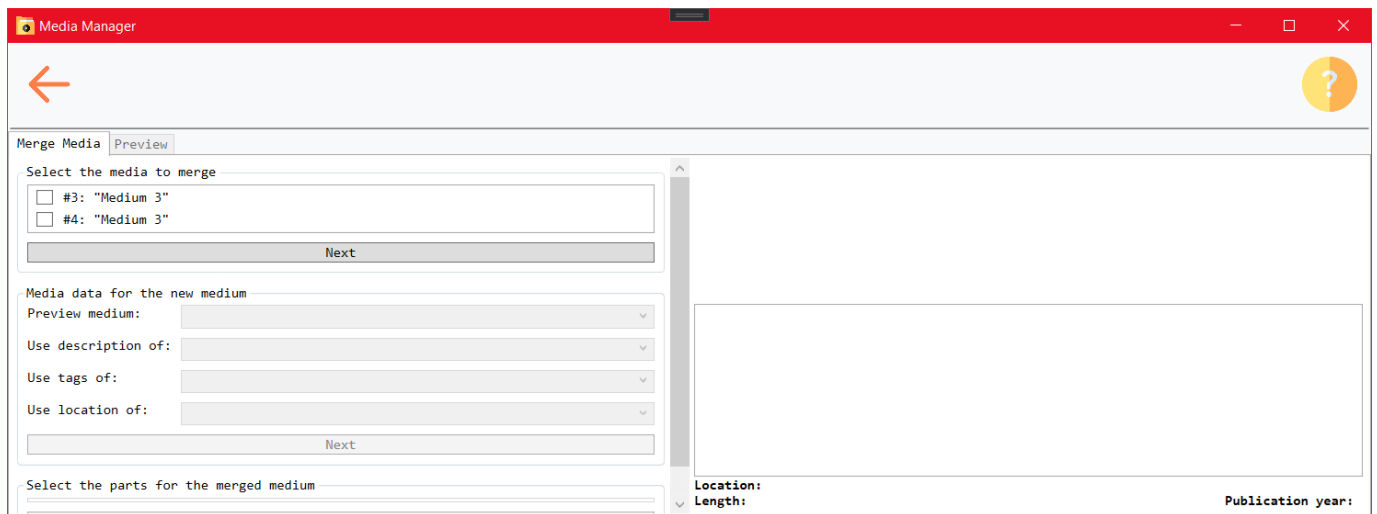 Media Manager
?
Merge Media Preview
Select the media to merge
#3: "Medium 3"
#4: "Medium 3"
Next
Media data for the new medium
Preview medium:
Use description of:
Use tags of:
Use location of:
Next
Select the parts for the merged medium
Location:
Length: Publication year: